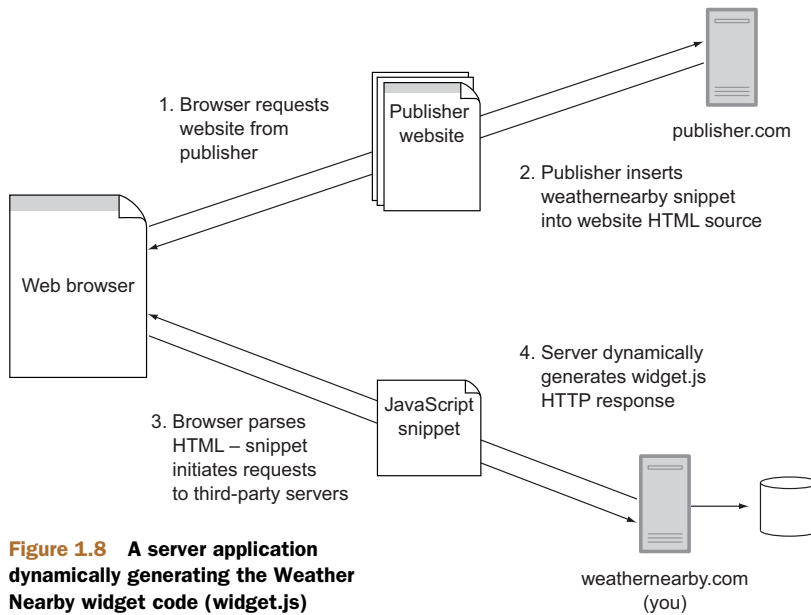 1. Browser requests
website from
publisher
Publisher
website
publisher.com
2. Publisher inserts
weathernearby snippet
into website HTML source
Web browser
4. Server dynamically
generates widget.js
HTTP response
JavaScript
snippet
3. Browser parses
HTML – snippet
initiates requests
to third-party servers
weathernearby.com
(you)
Figure 1.8 A server application
dynamically generating the Weather
Nearby widget code (widget.js)